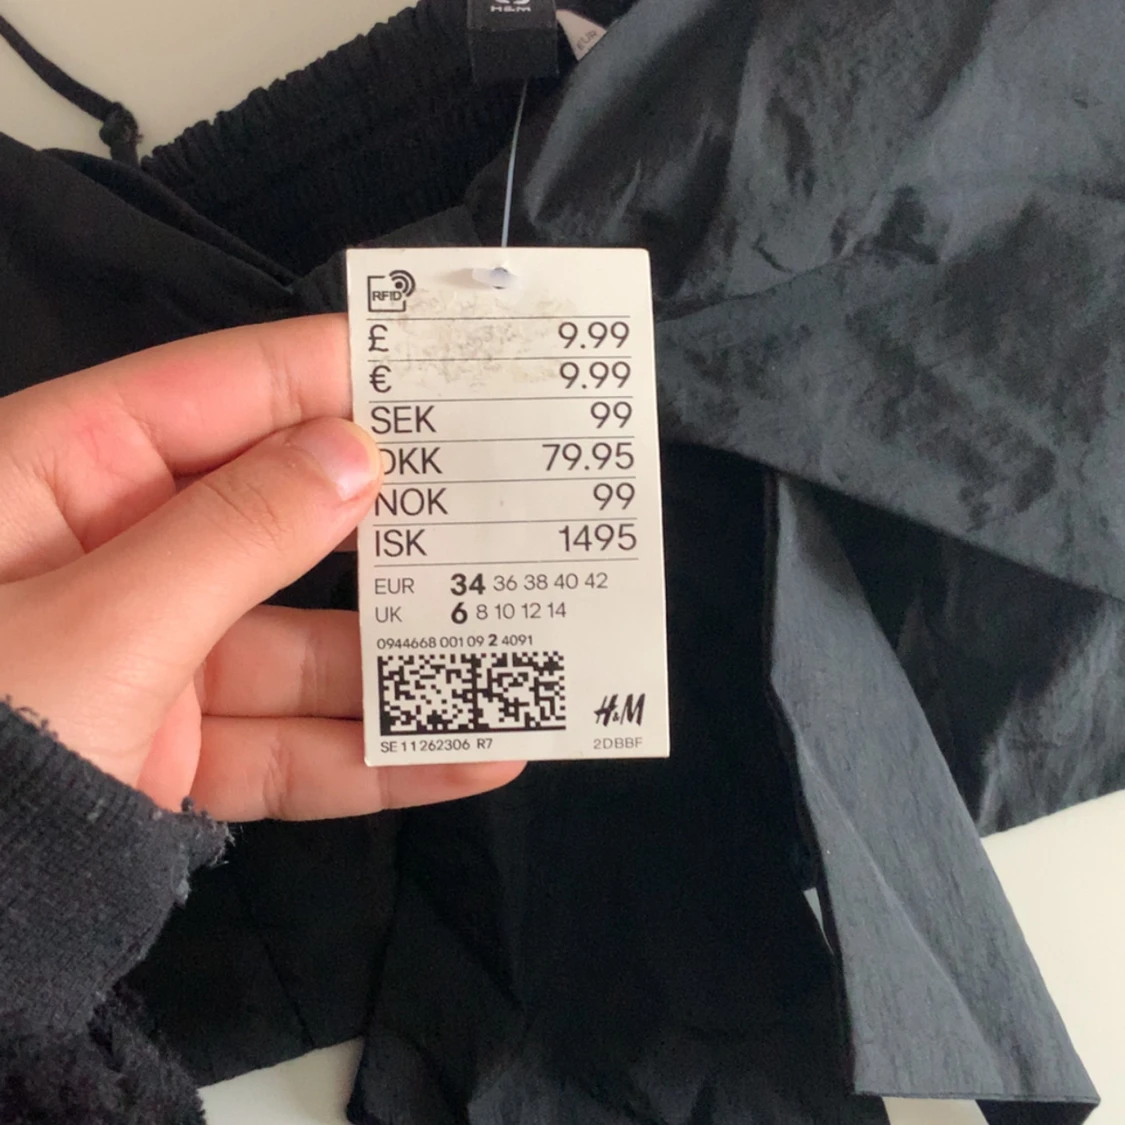 H&M
EUR
RFID
£ 9.99
€ 9.99
SEK 99
DKK 79.95
NOK 99
ISK 1495
EUR 34 36 38 40 42
UK 6 8 10 12 14
0944668 001 09 2 4091
H&M
SE 11262306 R7 2DBBF